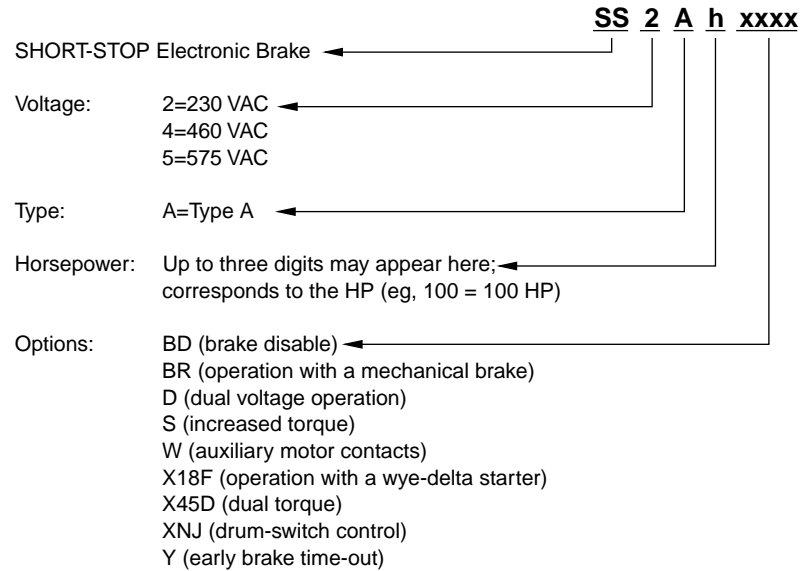 SS 2 A h xxxx
SHORT-STOP Electronic Brake
Voltage: 2=230 VAC
4=460 VAC
5=575 VAC
Type: A=Type A
Horsepower: Up to three digits may appear here;
corresponds to the HP (eg, 100 = 100 HP)
Options: BD (brake disable)
BR (operation with a mechanical brake)
D (dual voltage operation)
S (increased torque)
W (auxiliary motor contacts)
X18F (operation with a wye-delta starter)
X45D (dual torque)
XNJ (drum-switch control)
Y (early brake time-out)